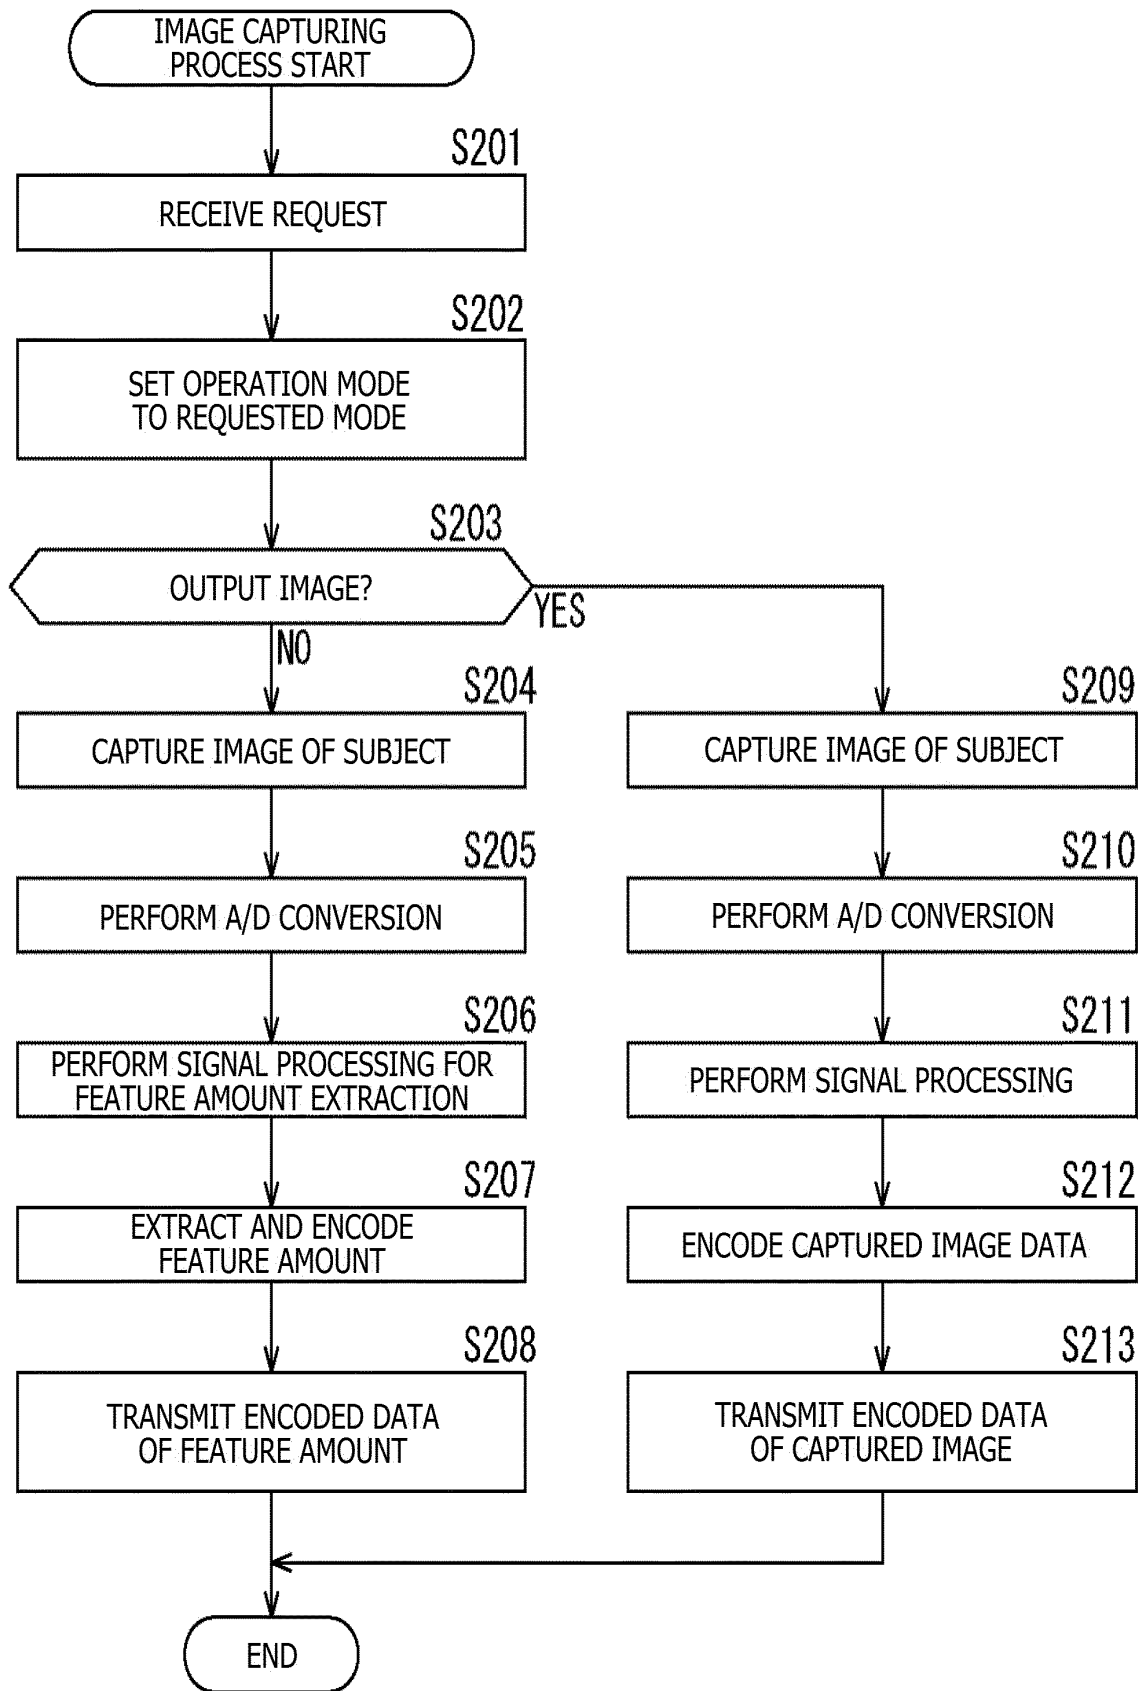 IMAGE CAPTURING
PROCESS START
S201
RECEIVE REQUEST
S202
SET OPERATION MODE
TO REQUESTED MODE
S203
OUTPUT IMAGE?
YES
NO
S204
CAPTURE IMAGE OF SUBJECT
S205
PERFORM A/D CONVERSION
S206
PERFORM SIGNAL PROCESSING FOR
FEATURE AMOUNT EXTRACTION
S207
EXTRACT AND ENCODE
FEATURE AMOUNT
S208
TRANSMIT ENCODED DATA
OF FEATURE AMOUNT
S209
CAPTURE IMAGE OF SUBJECT
S210
PERFORM A/D CONVERSION
S211
PERFORM SIGNAL PROCESSING
S212
ENCODE CAPTURED IMAGE DATA
S213
TRANSMIT ENCODED DATA
OF CAPTURED IMAGE
END